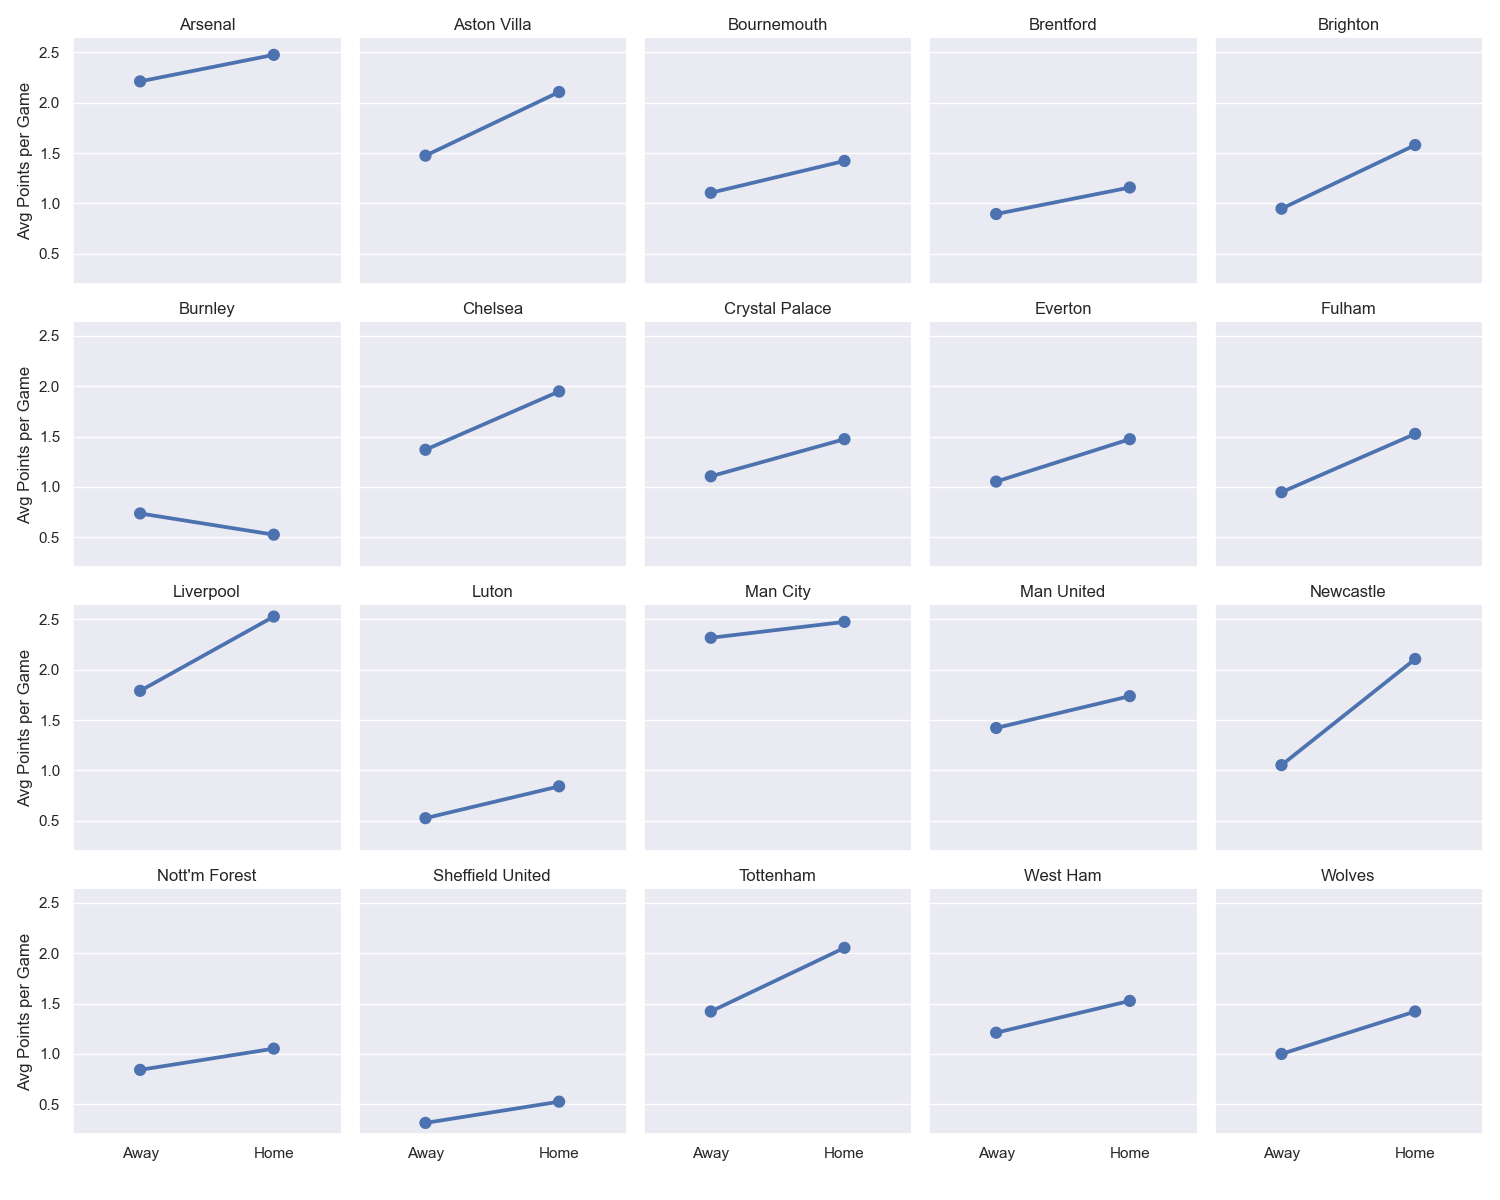 Arsenal Aston Villa Bournemouth Brentford Brighton
2.5
2.0
1.5
1.0
0.5
Avg Points per Game
Burnley Chelsea Crystal Palace Everton Fulham
2.5
2.0
1.5
1.0
0.5
Avg Points per Game
Liverpool Luton Man City Man United Newcastle
2.5
2.0
1.5
1.0
0.5
Avg Points per Game
Nott'm Forest Sheffield United Tottenham West Ham Wolves
2.5
2.0
1.5
1.0
0.5
Avg Points per Game
Away Home Away Home Away Home Away Home Away Home